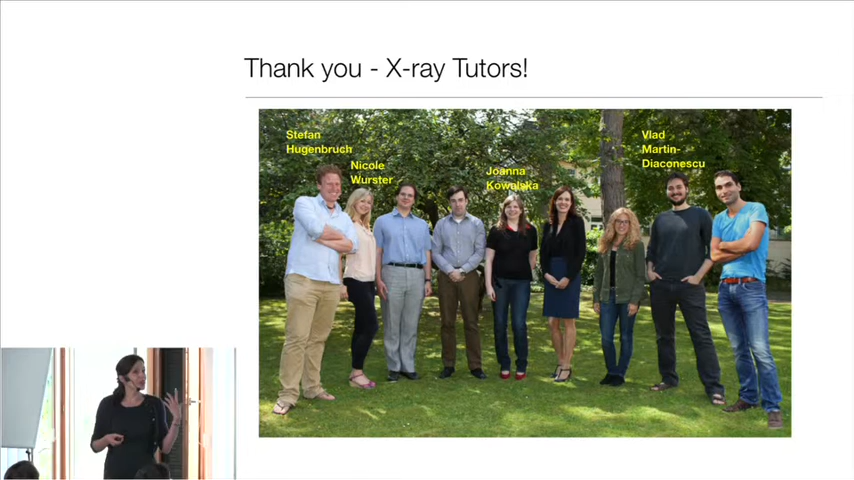 Thank you - X-ray Tutors!
Stefan
Hugenbruch
Nicole
Wurster
Joanna
Kowalska
Vlad
Martin-
Diaconescu